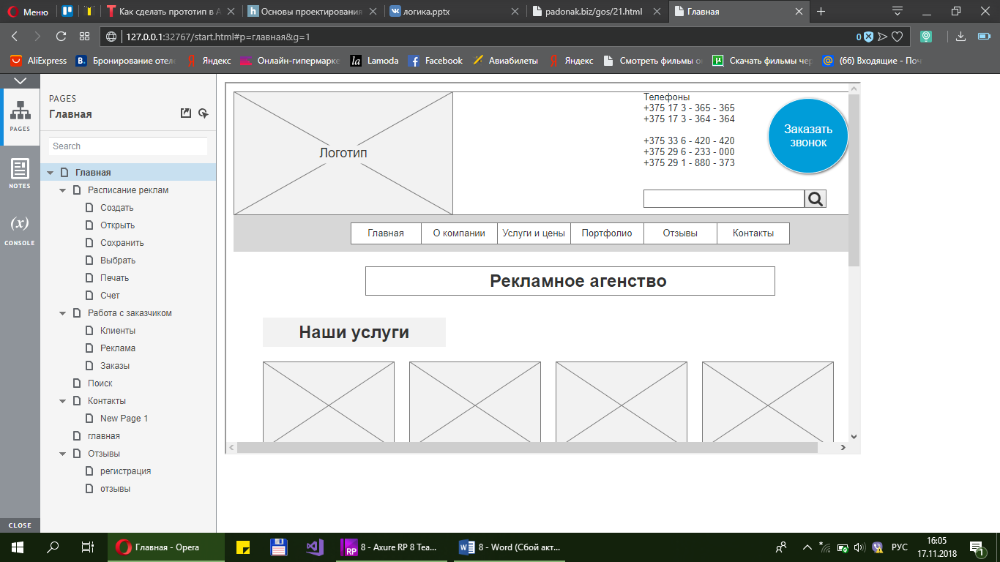 Меню
Как сделать прототип в A
Основы проектирования
логика.pptx
padonak.biz/gos/21.html
Главная
127.0.0.1:32767/start.html#p=главная&g=1
0
AliExpress
Бронирование отеле
Яндекс
Онлайн-гипермарке
Lamoda
Facebook
Авиабилеты
Яндекс
Смотреть фильмы о
Скачать фильмы чер
(66) Входящие - Поч
PAGES
NOTES
(x)
CONSOLE
CLOSE
PAGES
Главная
Search
Главная
Расписание реклам
Создать
Открыть
Сохранить
Выбрать
Печать
Счет
Работа с заказчиком
Клиенты
Реклама
Заказы
Поиск
Контакты
New Page 1
главная
Отзывы
регистрация
отзывы
Логотип
Телефоны
+375 17 3 - 365 - 365
+375 17 3 - 364 - 364
+375 33 6 - 420 - 420
+375 29 6 - 233 - 000
+375 29 1 - 880 - 373
Заказать
звонок
Главная
О компании
Услуги и цены
Портфолио
Отзывы
Контакты
Рекламное агенство
Наши услуги
Главная - Opera
8 - Axure RP 8 Tea...
8 - Word (Сбой акт...
РУС
16:05
17.11.2018
1